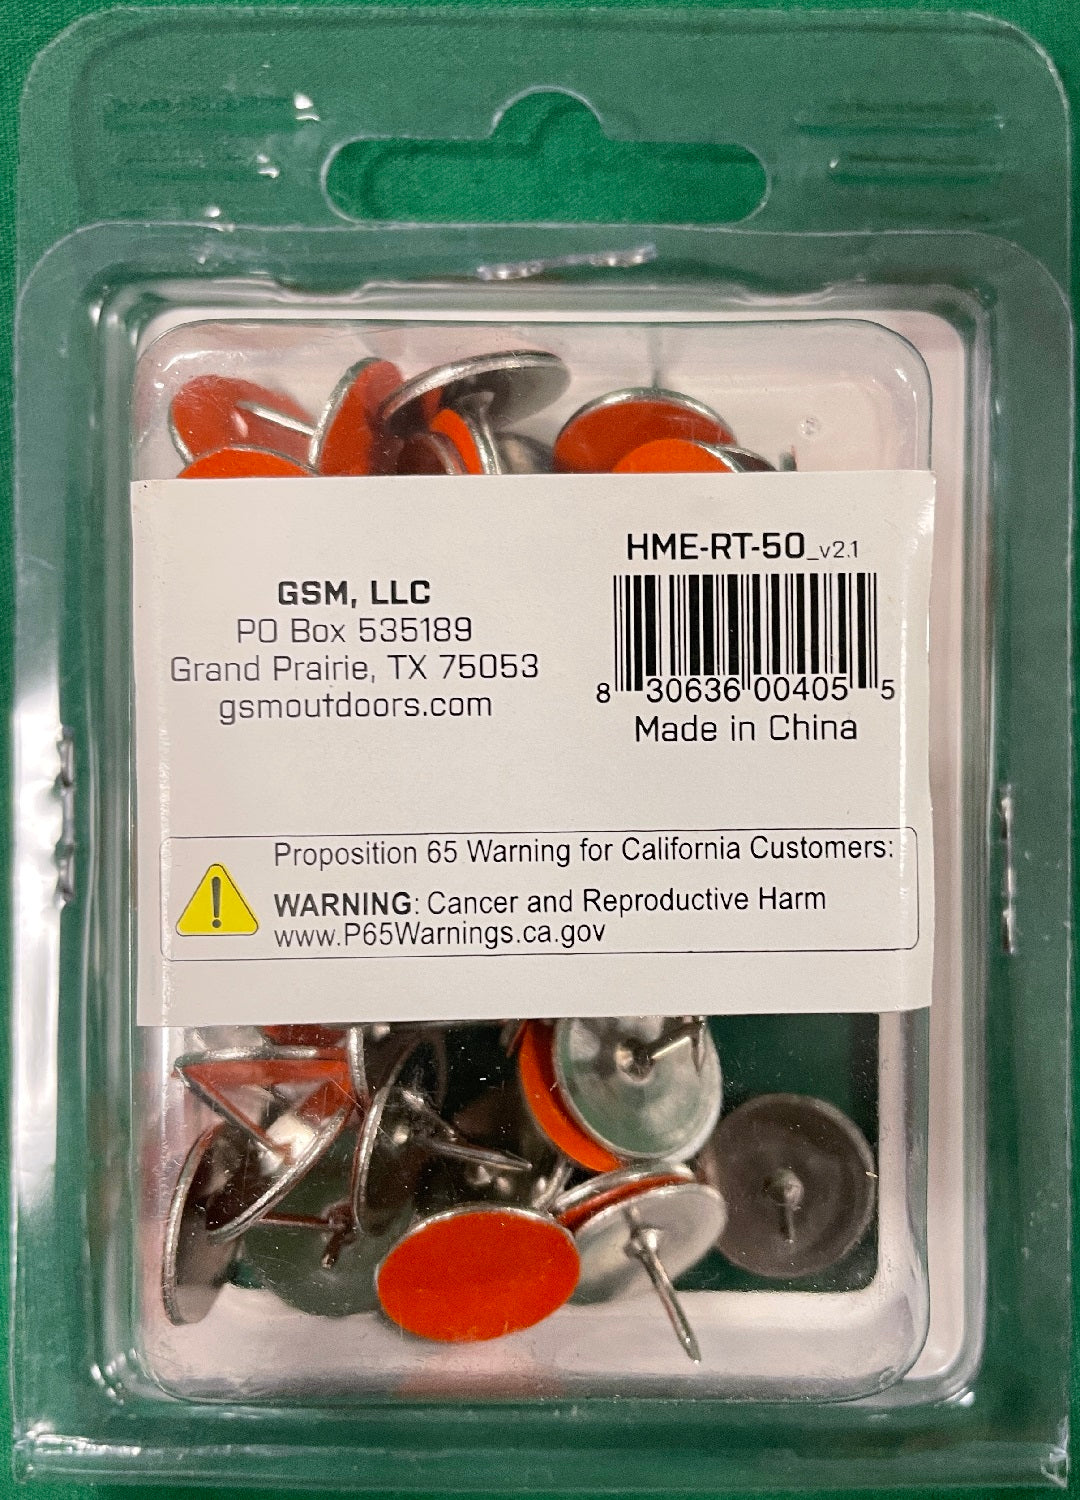 GSM, LLC
PO Box 535189
Grand Prairie, TX 75053
gsmoutdoors.com
HME-RT-50_v2.1
8 30636 00405 5
Made in China
Proposition 65 Warning for California Customers:
WARNING: Cancer and Reproductive Harm
www.P65Warnings.ca.gov